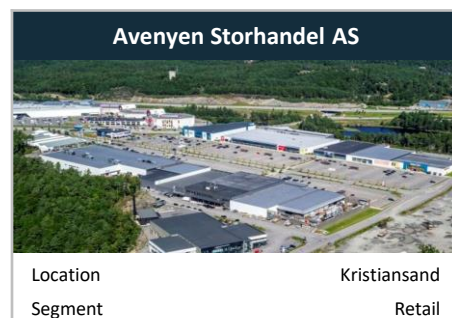 Avenyen Storhandel AS
Location Kristiansand
Segment Retail